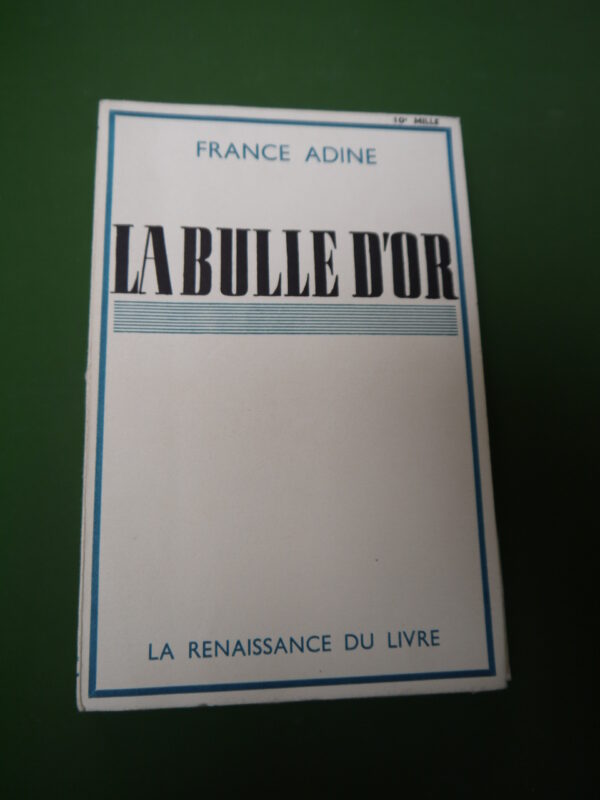 10e MILLE
FRANCE ADINE
LA BULLE D'OR
LA RENAISSANCE DU LIVRE